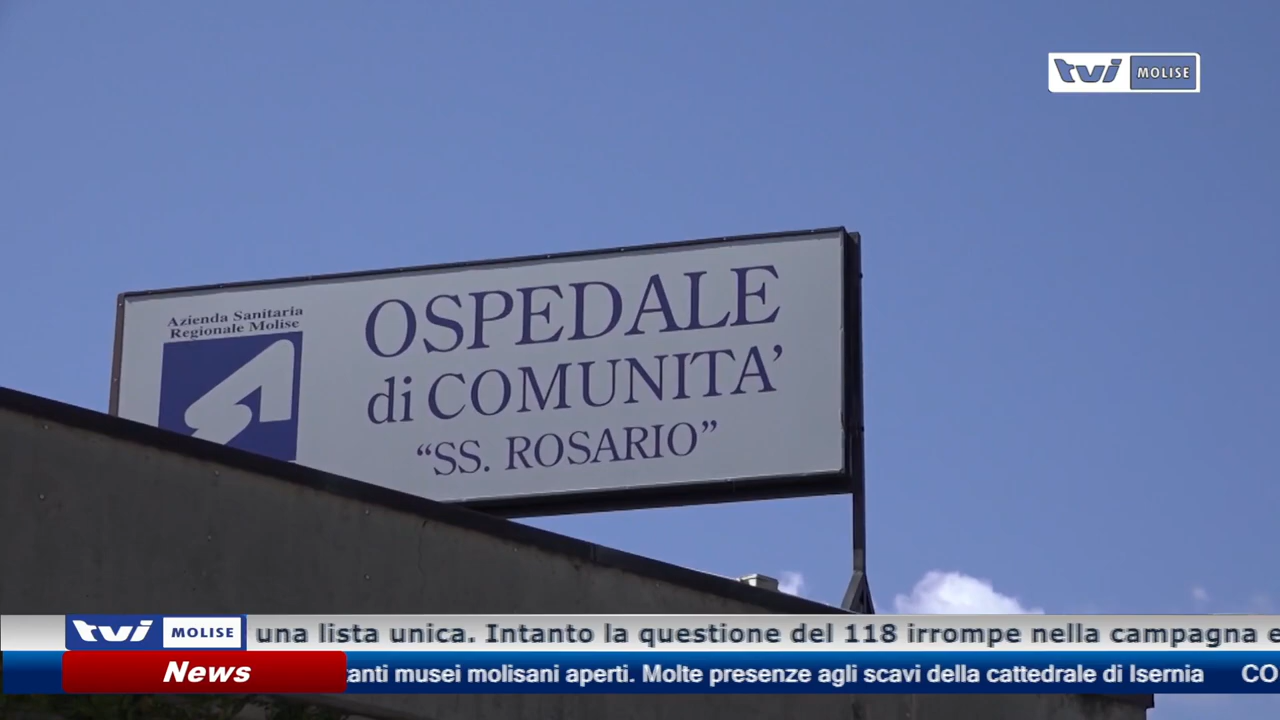 tvi MOLISE
Azienda Sanitaria
Regionale Molise
OSPEDALE
di COMUNITA'
“SS. ROSARIO”
tvi MOLISE una lista unica. Intanto la questione del 118 irrompe nella campagna e
News anti musei molisani aperti. Molte presenze agli scavi della cattedrale di Isernia CO